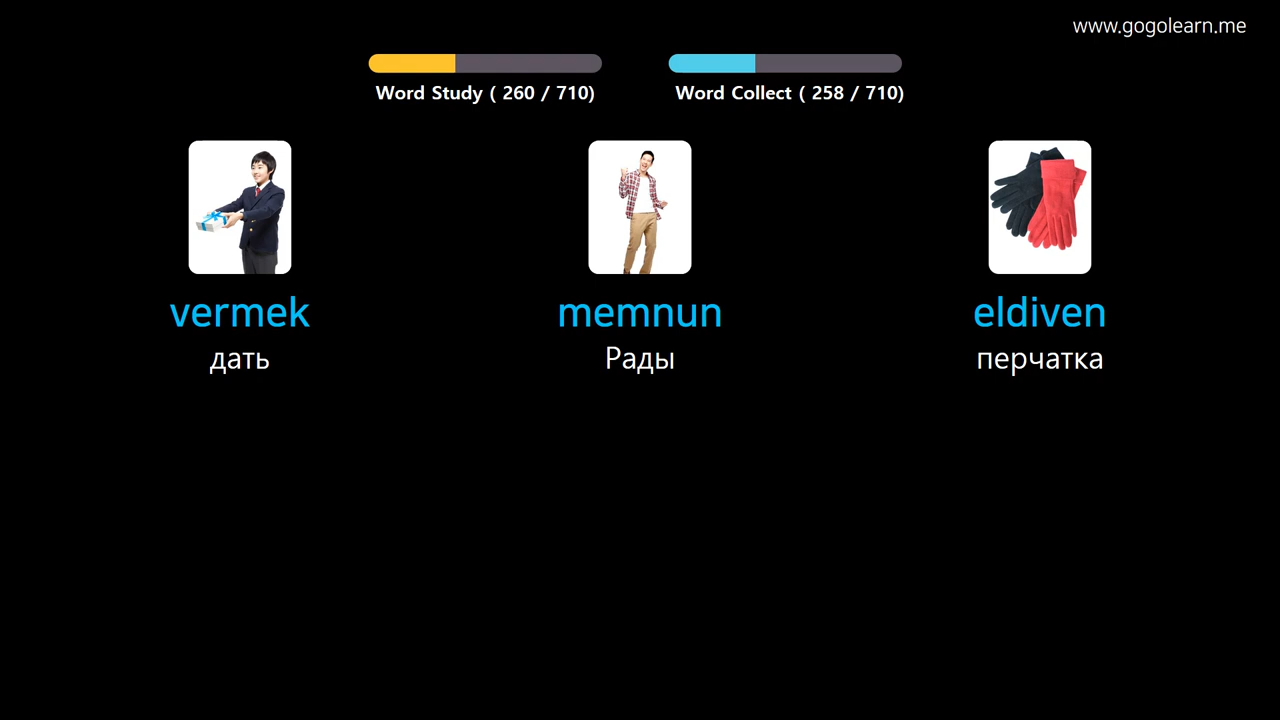 www.gogolearn.me
Word Study ( 260 / 710)
Word Collect ( 258 / 710)
vermek
дать
memnun
Рады
eldiven
перчатка